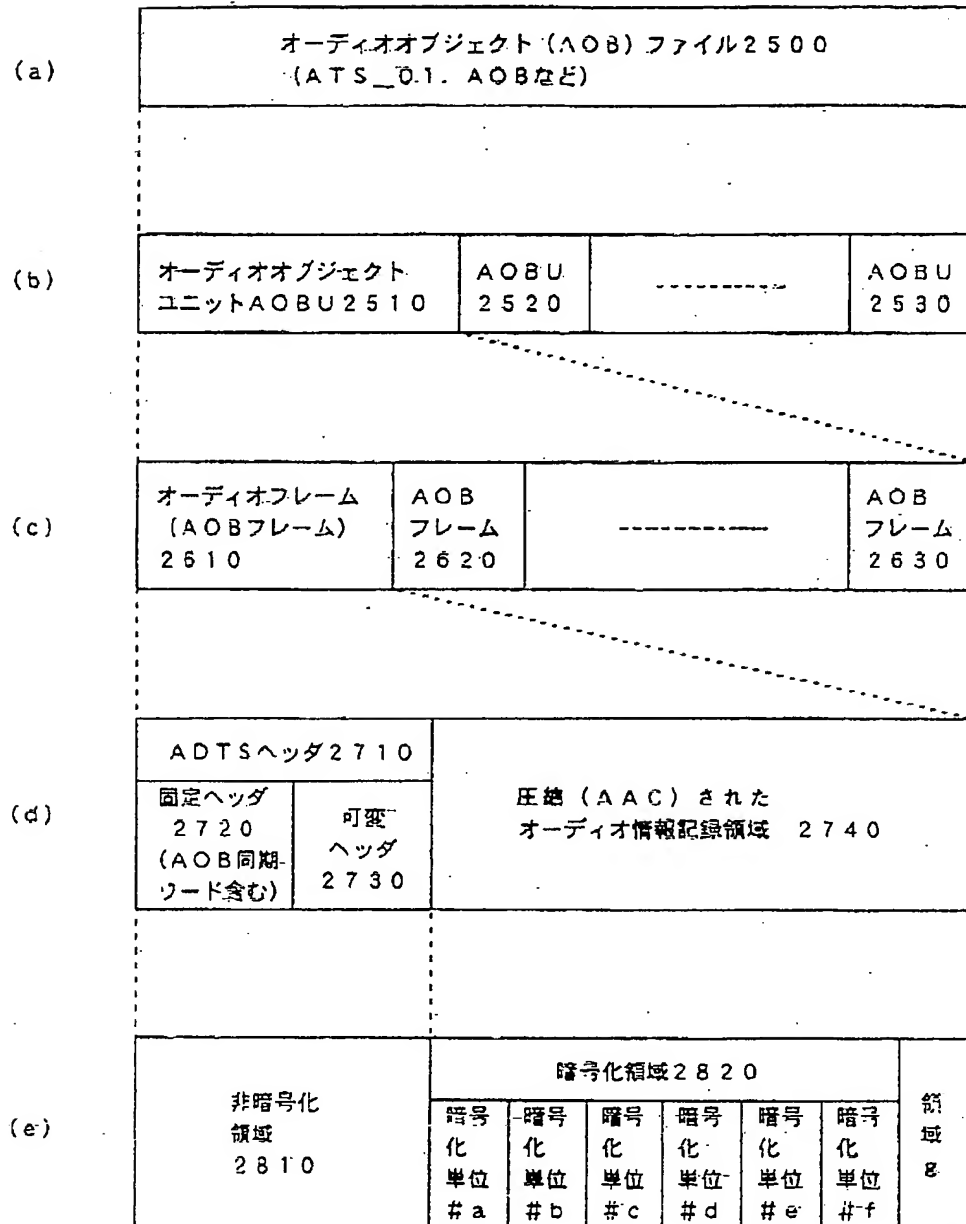 (a)
オーディオオブジェクト(AOB)ファイル2500
(ATS_01.AOBなど)
(b)
オーディオオブジェクト
ユニットAOBU2510
AOBU
2520
AOBU
2530
(c)
オーディオフレーム
(AOBフレーム)
2610
AOB
フレーム
2620
AOB
フレーム
2630
(d)
ADTSヘッダ2710
固定ヘッダ
2720
(AOB同期
ワード含む)
可変
ヘッダ
2730
圧縮(AAC)された
オーディオ情報記録領域 2740
(e)
非暗号化
領域
2810
暗号化領域2820
暗号
化
単位
#a
暗号
化
単位
#b
暗号
化
単位
#c
暗号
化
単位
#d
暗号
化
単位
#e
暗号
化
単位
#f
領
域
g